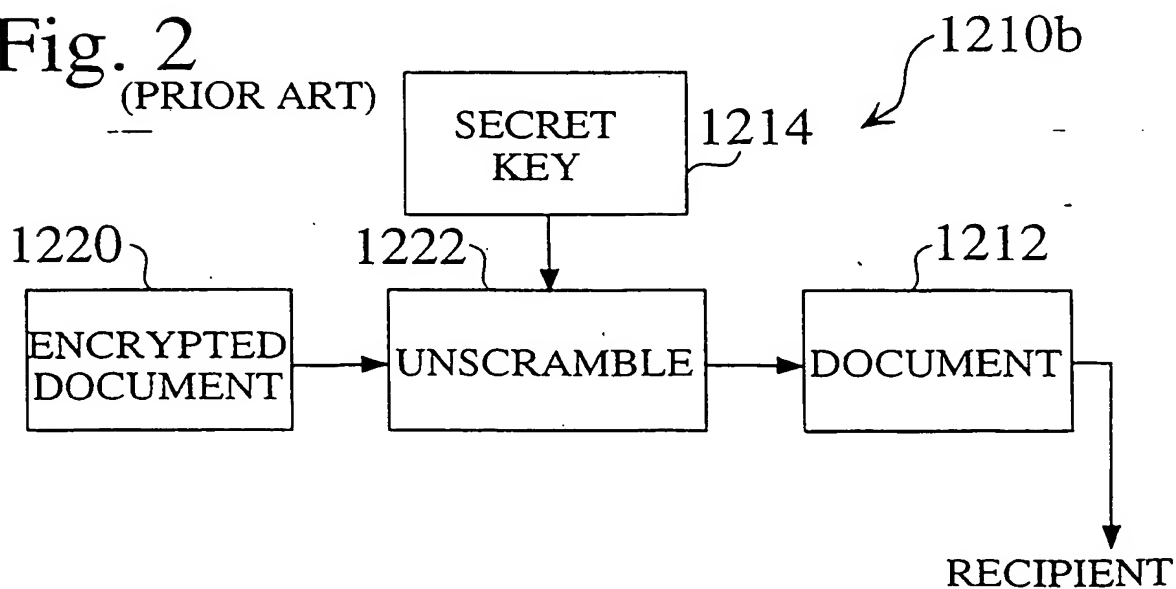 Fig. 2
(PRIOR ART)
1210b
SECRET
KEY
1214
1220
1222
1212
ENCRYPTED
DOCUMENT
UNSCRAMBLE
DOCUMENT
RECIPIENT